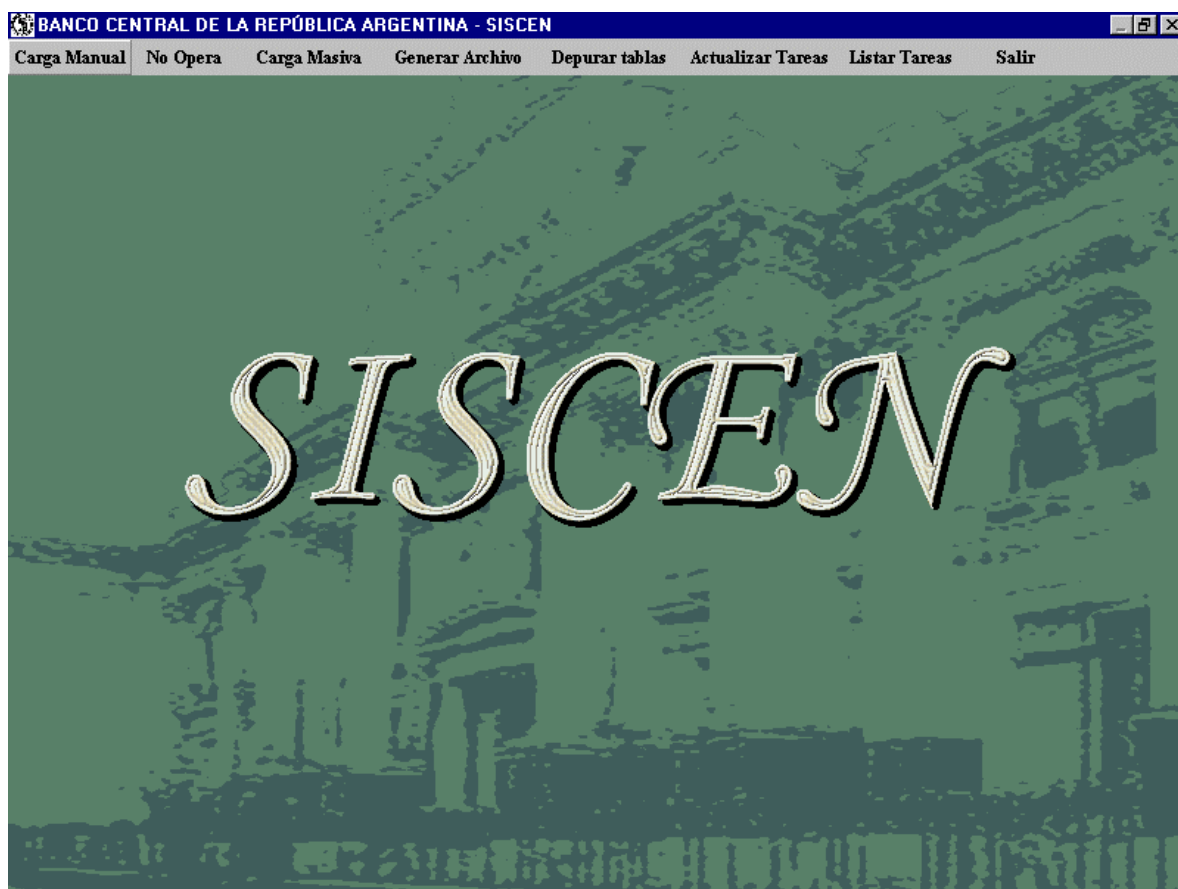 BANCO CENTRAL DE LA REPÚBLICA ARGENTINA - SISCEN
Carga Manual No Opera Carga Masiva Generar Archivo Depurar tablas Actualizar Tareas Listar Tareas Salir
SISCEN